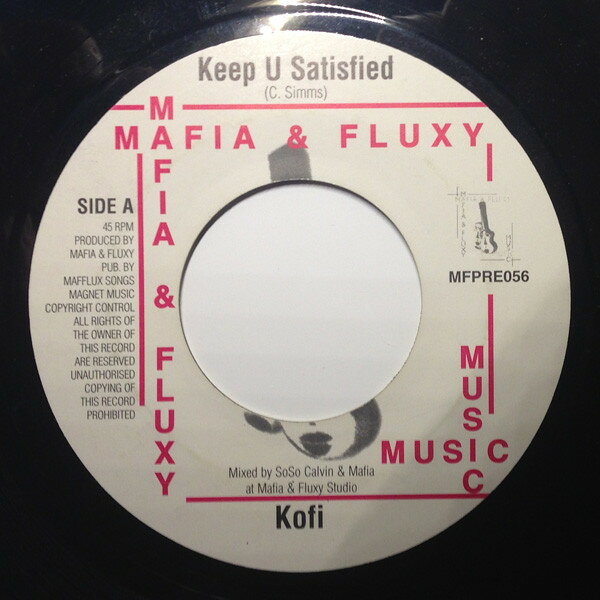 Keep U Satisfied
(C. Simms)
MAFIA & FLUXY
MAFIA & FLUXY
SIDE A
45 RPM
PRODUCED BY
MAFIA & FLUXY
PUB. BY
MAFFLUX SONGS
MAGNET MUSIC
COPYRIGHT CONTROL
ALL RIGHTS OF
THE OWNER OF
THIS RECORD
ARE RESERVED
UNAUTHORISED
COPYING OF
THIS RECORD
PROHIBITED
MFPRE056
MUSIC
MUSIC
Mixed by SoSo Calvin & Mafia
at Mafia & Fluxy Studio
Kofi